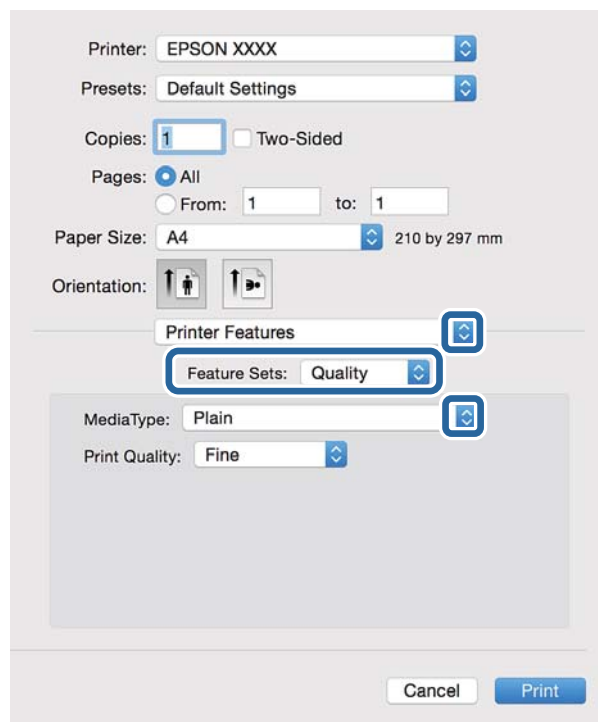 Printer: EPSON XXXX
Presets: Default Settings
Copies: 1 Two-Sided
Pages: All
From: 1 to: 1
Paper Size: A4 210 by 297 mm
Orientation:
Printer Features
Feature Sets: Quality
MediaType: Plain
Print Quality: Fine
Cancel Print